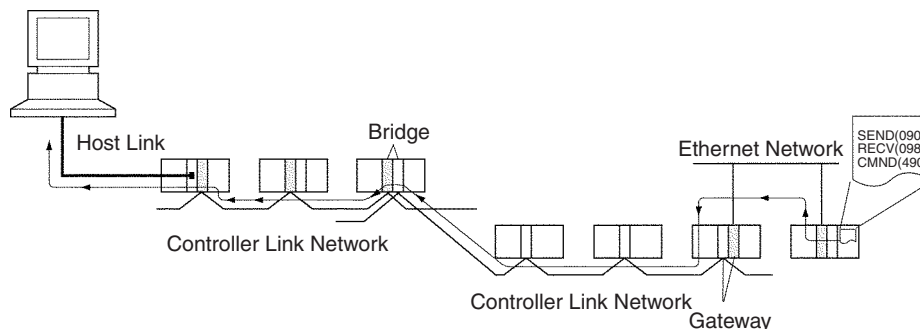 SEND(090
RECV(098
CMND(490
Host Link
Bridge
Ethernet Network
Controller Link Network
Controller Link Network
Gateway